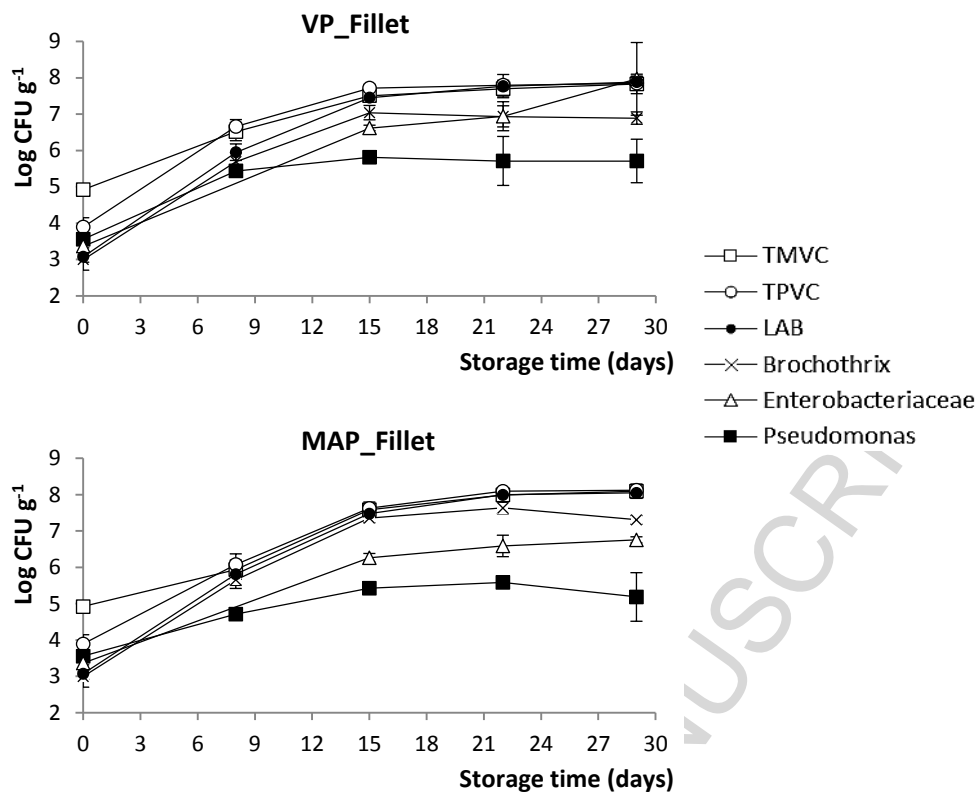 VP_Fillet
Log CFU g-1
9
8
7
6
5
4
3
2
0 3 6 9 12 15 18 21 24 27 30
Storage time (days)
TMVC
TPVC
LAB
Brochothrix
Enterobacteriaceae
Pseudomonas
MAP_Fillet
Log CFU g-1
9
8
7
6
5
4
3
2
0 3 6 9 12 15 18 21 24 27 30
Storage time (days)
NUSCRI